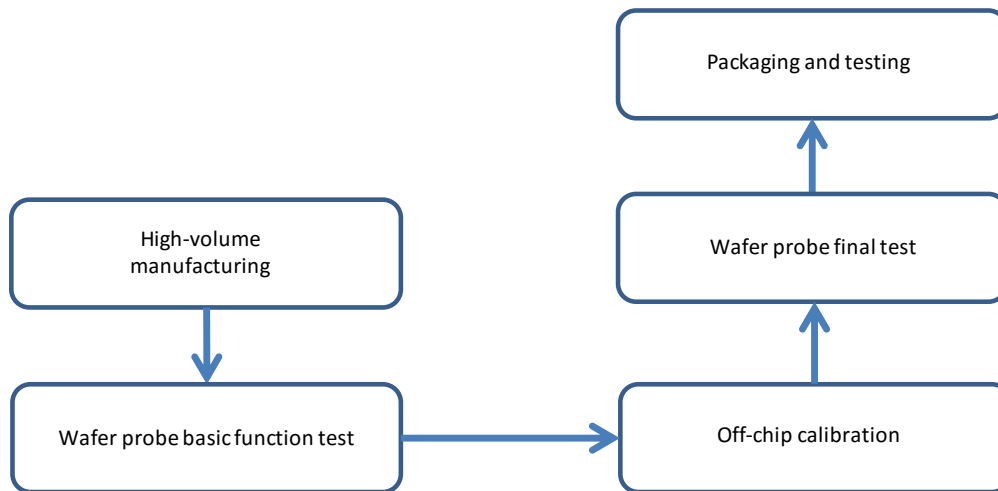 Packaging and testing
High-volume
manufacturing
Wafer probe final test
Wafer probe basic function test
Off-chip calibration